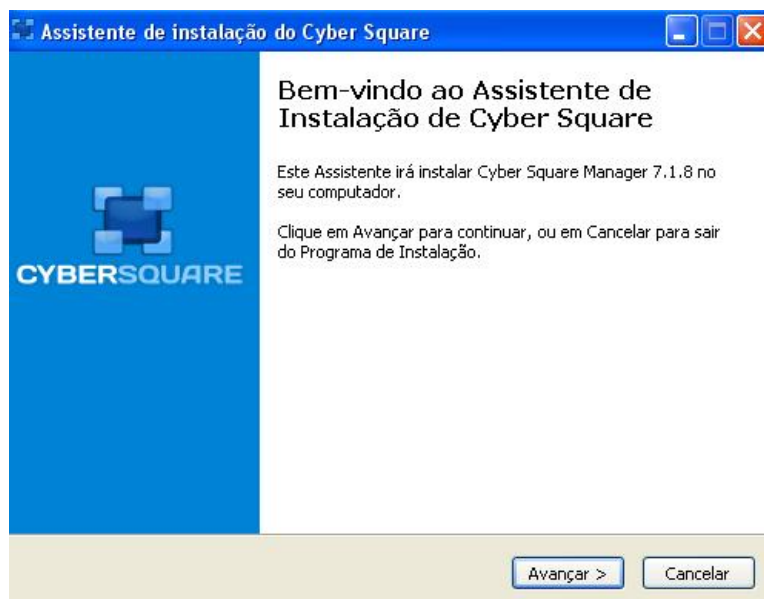 Assistente de instalação do Cyber Square
Bem-vindo ao Assistente de
Instalação de Cyber Square
Este Assistente irá instalar Cyber Square Manager 7.1.8 no
seu computador.
Clique em Avançar para continuar, ou em Cancelar para sair
do Programa de Instalação.
CYBERSQUARE
Avançar >
Cancelar